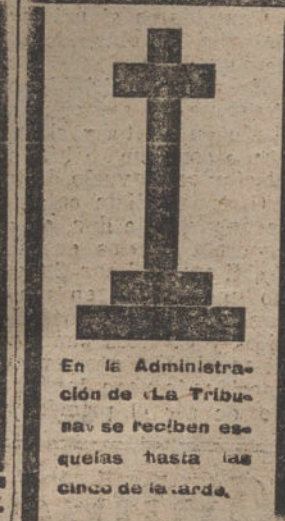 En la Administra-
ción de «La Tribu-
na» se reciben es-
quelas hasta las
cinco de la tarde.